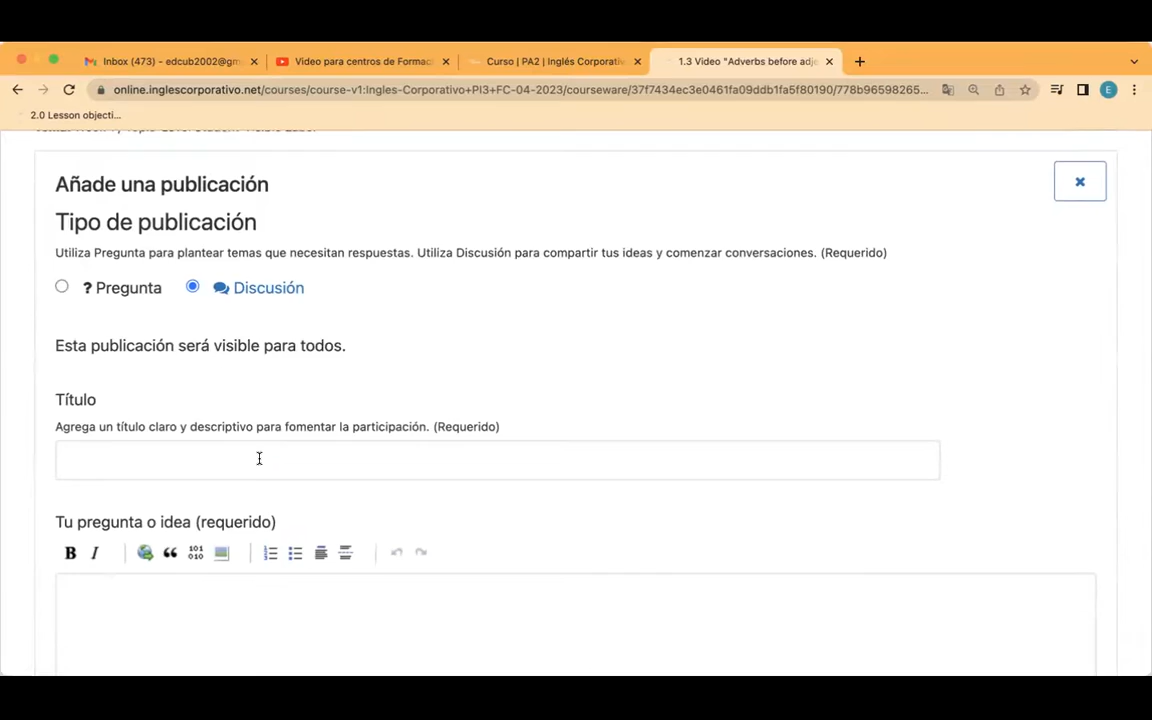 Inbox (473) - edcub2002@gm
Video para centros de Formac
Curso | PA2 | Inglés Corporativ
1.3 Video "Adverbs before adje
online.inglescorporativo.net/courses/course-v1:Ingles-Corporativo+PI3+FC-04-2023/courseware/37f7434ec3e0461fa09ddb1fa5f80190/778b96598265...
E
2.0 Lesson objecti...
Añade una publicación
Tipo de publicación
Utiliza Pregunta para plantear temas que necesitan respuestas. Utiliza Discusión para compartir tus ideas y comenzar conversaciones. (Requerido)
? Pregunta
Discusión
Esta publicación será visible para todos.
Título
Agrega un título claro y descriptivo para fomentar la participación. (Requerido)
Tu pregunta o idea (requerido)
B I
101
010